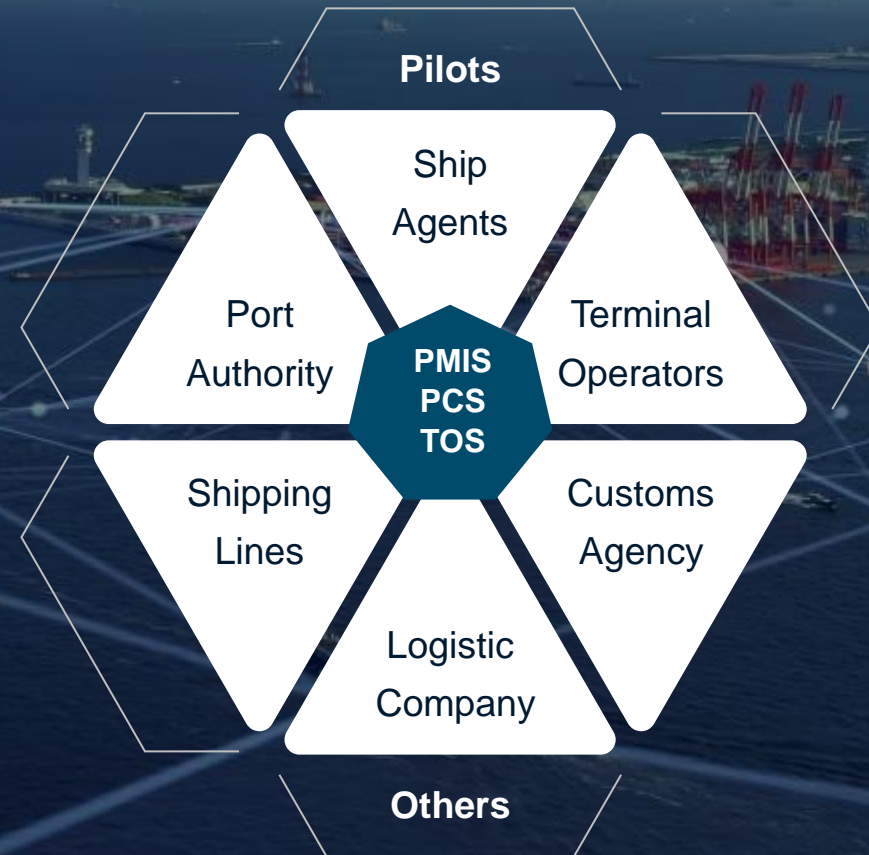 Pilots
Ship
Agents
Port
Authority
Terminal
Operators
PMIS
PCS
TOS
Shipping
Lines
Customs
Agency
Logistic
Company
Others